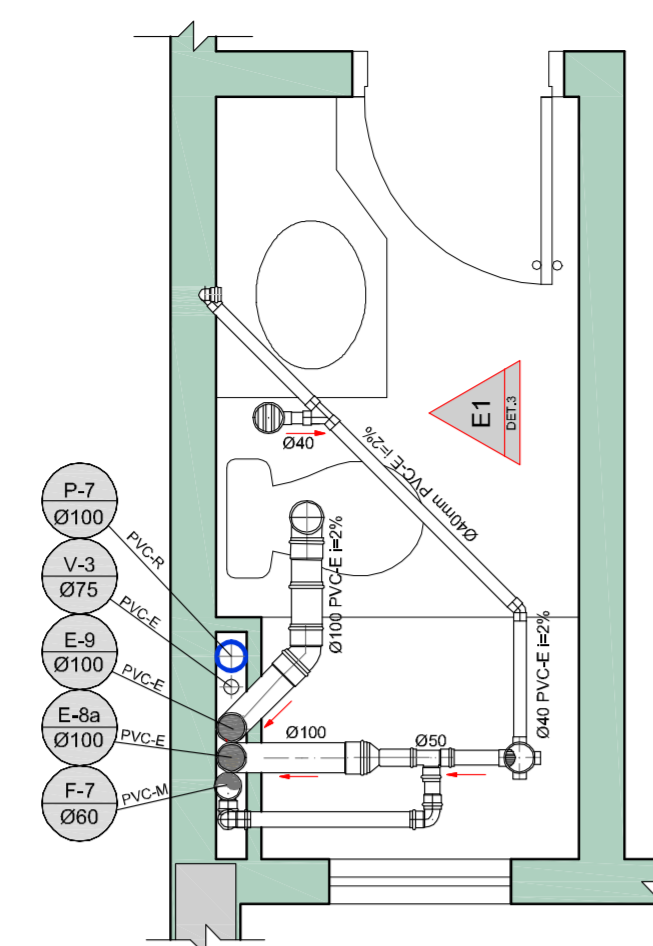 Ø40
Ø40mm PVC-E i=2%
E1
DET.3
P-7
Ø100
PVC-R
V-3
Ø75
PVC-E
E-9
Ø100
PVC-E
E-8a
Ø100
PVC-E
F-7
Ø60
PVC-M
Ø100 PVC-E i=2%
Ø40 PVC-E i=2%
Ø100
Ø50